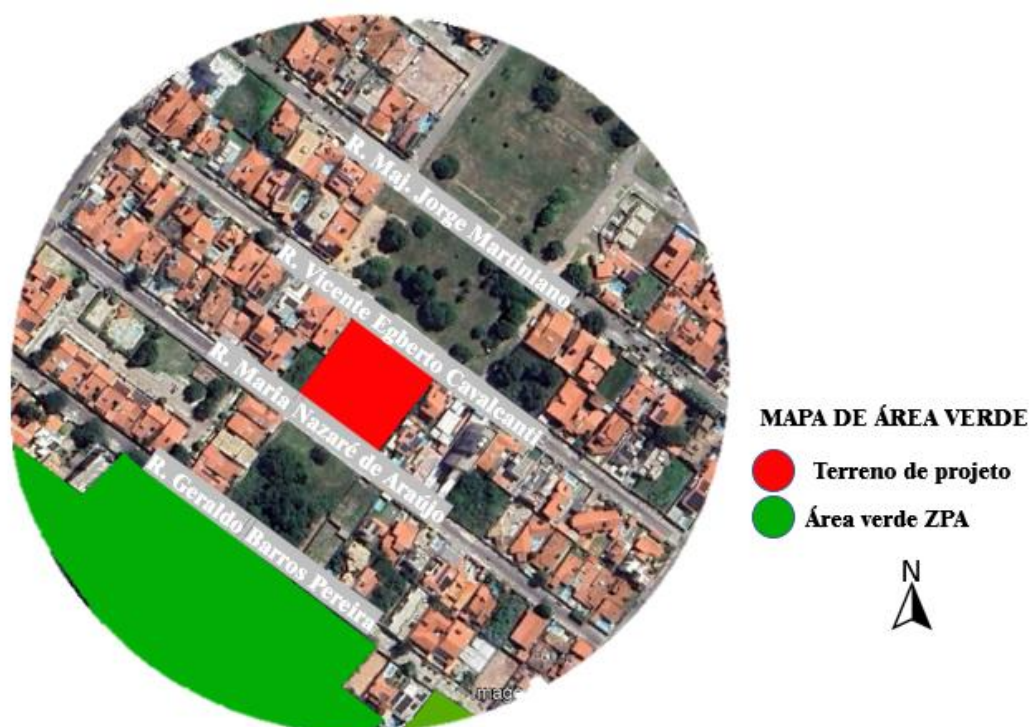 R. Maj. Jorge Martiniano
R. Vicente Egberto Cavalcanti
R. Maria Nazaré de Araújo
R. Geraldo Barros Pereira
MAPA DE ÁREA VERDE
Terreno de projeto
Área verde ZPA
N